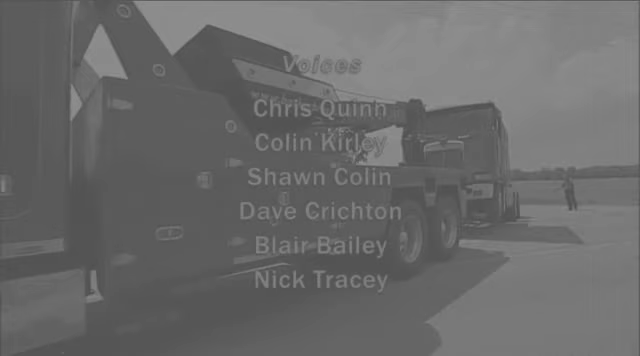 Voices
Chris Quinn
Colin Kirley
Shawn Colin
Dave Crichton
Blair Bailey
Nick Tracey